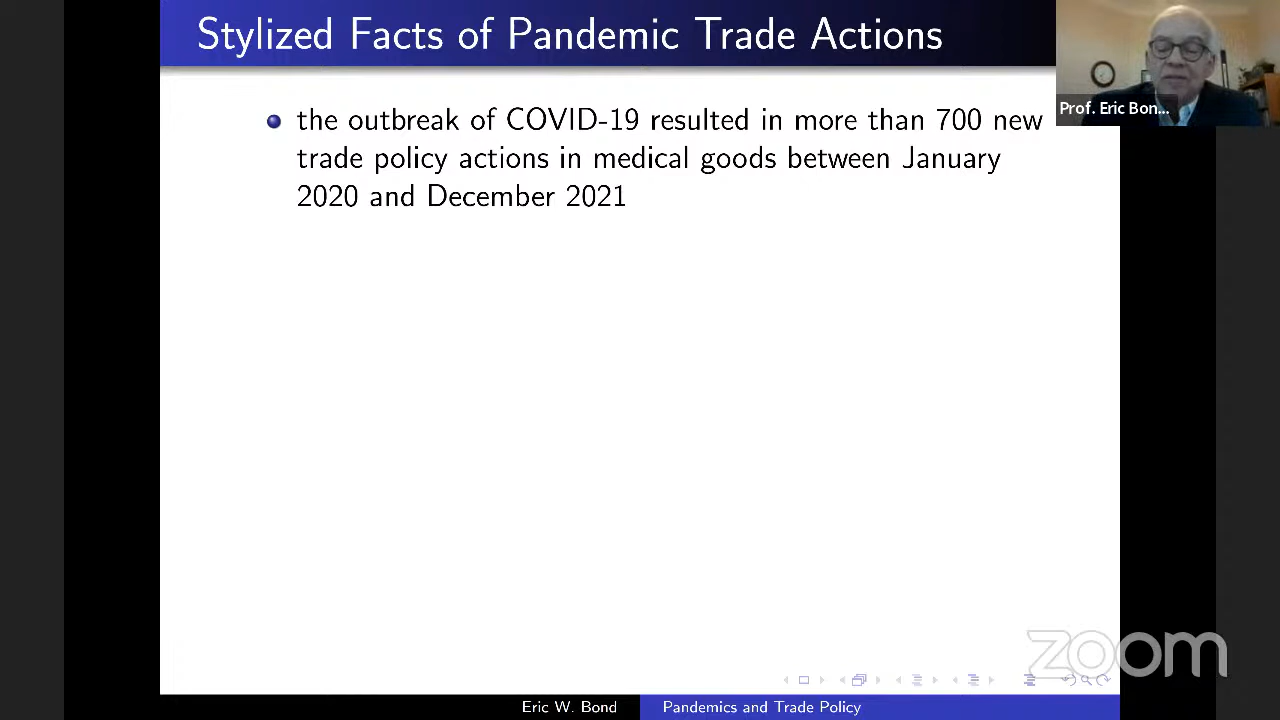 Stylized Facts of Pandemic Trade Actions
Prof. Eric Bon...
the outbreak of COVID-19 resulted in more than 700 new
trade policy actions in medical goods between January
2020 and December 2021
zoom
Eric W. Bond
Pandemics and Trade Policy